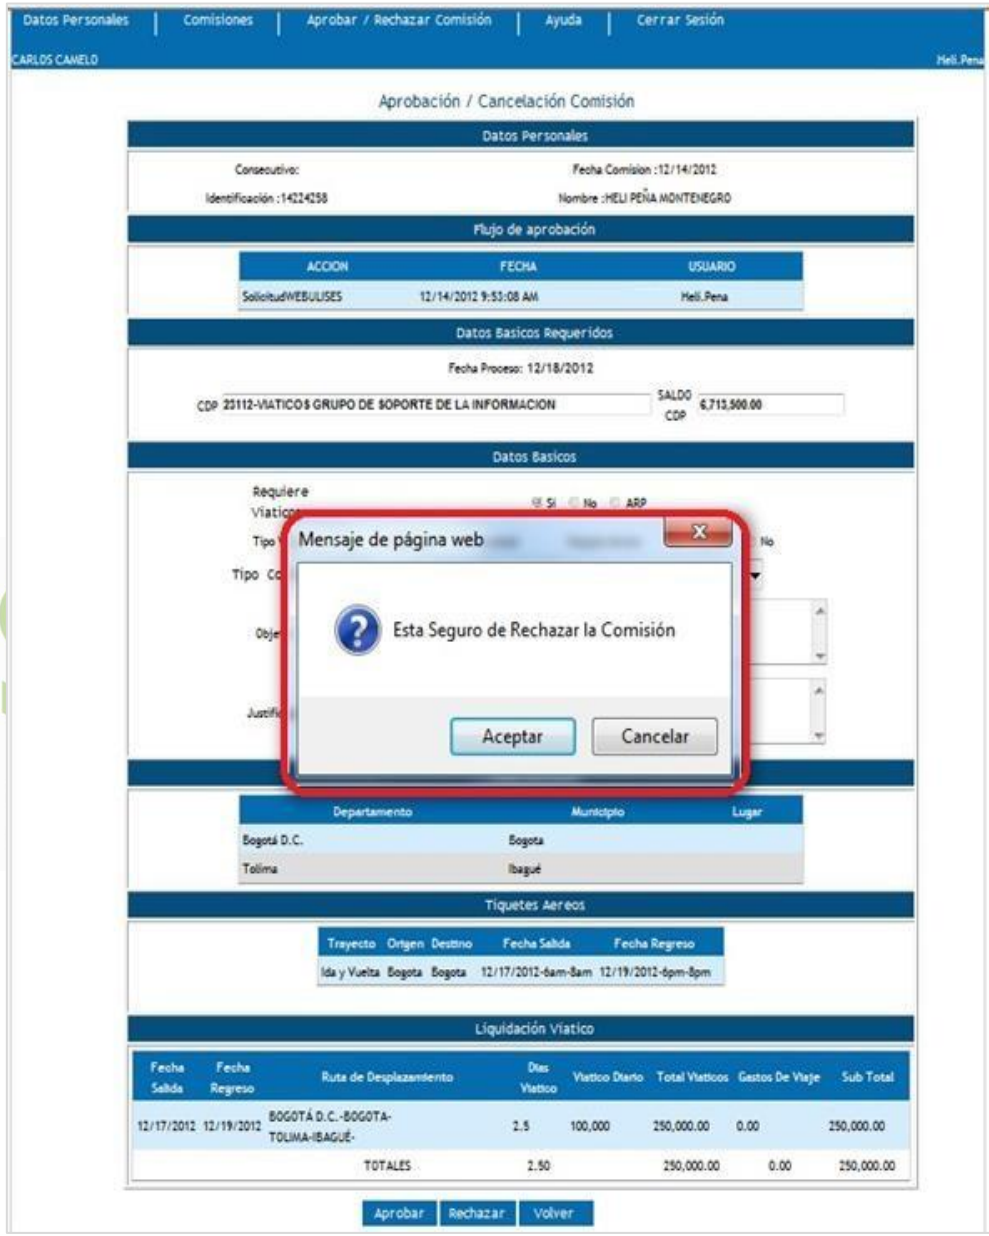 Datos Personales | Comisiones | Aprobar / Rechazar Comisión | Ayuda | Cerrar Sesión
CARLOS CAMELO Heli.Pena
Aprobación / Cancelación Comisión
Datos Personales
Consecutivo: Fecha Comision :12/14/2012
Identificación :14224258 Nombre :HELI PEÑA MONTENEGRO
Flujo de aprobación
ACCION FECHA USUARIO
SolicitudWEBULISES 12/14/2012 9:53:08 AM Heli.Pena
Datos Basicos Requeridos
Fecha Proceso: 12/18/2012
CDP 23112-VIATICOS GRUPO DE SOPORTE DE LA INFORMACION SALDO CDP 6,713,500.00
Datos Basicos
Requiere
Viaticos Si No ARP
Tipo No
Tipo Co
Obje
Justifi
Mensaje de página web
X
Esta Seguro de Rechazar la Comisión
Aceptar Cancelar
Departamento Municipio Lugar
Bogotá D.C. Bogota
Tolima Ibagué
Tiquetes Aereos
Trayecto Origen Destino Fecha Salida Fecha Regreso
Ida y Vuelta Bogota Bogota 12/17/2012-6am-8am 12/19/2012-6pm-8pm
Liquidación Viatico
Fecha Salida Fecha Regreso Ruta de Desplazamiento Dias Viatico Viatico Diario Total Viaticos Gastos De Viaje Sub Total
12/17/2012 12/19/2012 BOGOTÁ D.C.-BOGOTA-TOLIMA-IBAGUÉ- 2.5 100,000 250,000.00 0.00 250,000.00
TOTALES 2.50 250,000.00 0.00 250,000.00
Aprobar Rechazar Volver